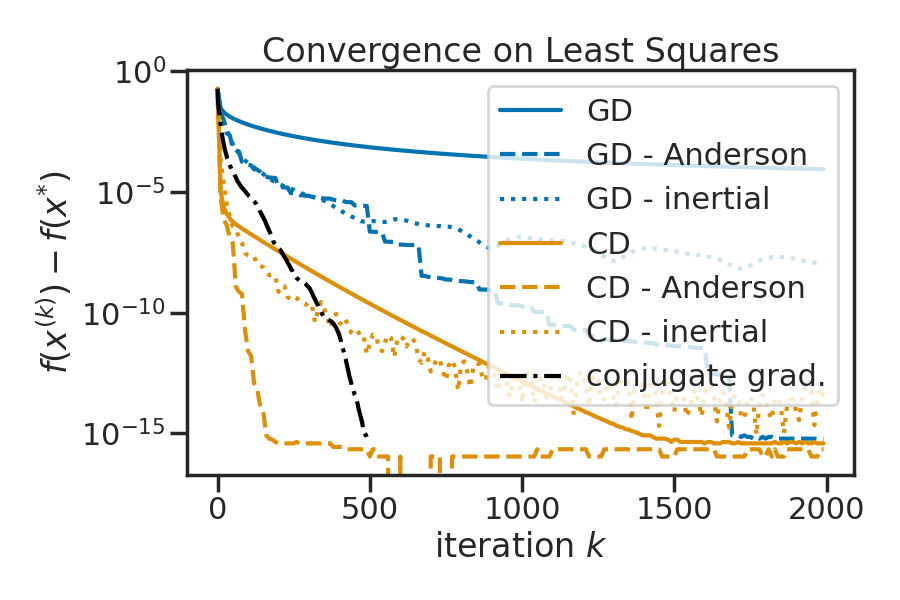 Convergence on Least Squares
f(x^(k)) − f(x^*)
10^0
10^−5
10^−10
10^−15
GD
GD - Anderson
GD - inertial
CD
CD - Anderson
CD - inertial
conjugate grad.
0 500 1000 1500 2000
iteration k